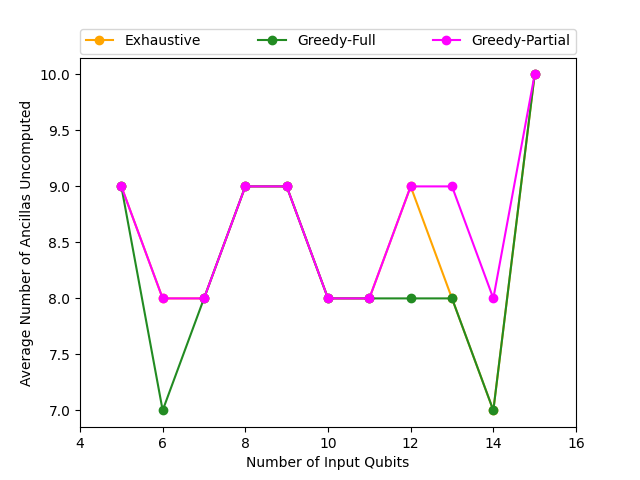 Exhaustive Greedy-Full Greedy-Partial
10.0
9.5
9.0
8.5
8.0
7.5
7.0
Average Number of Ancillas Uncomputed
4 6 8 10 12 14 16
Number of Input Qubits